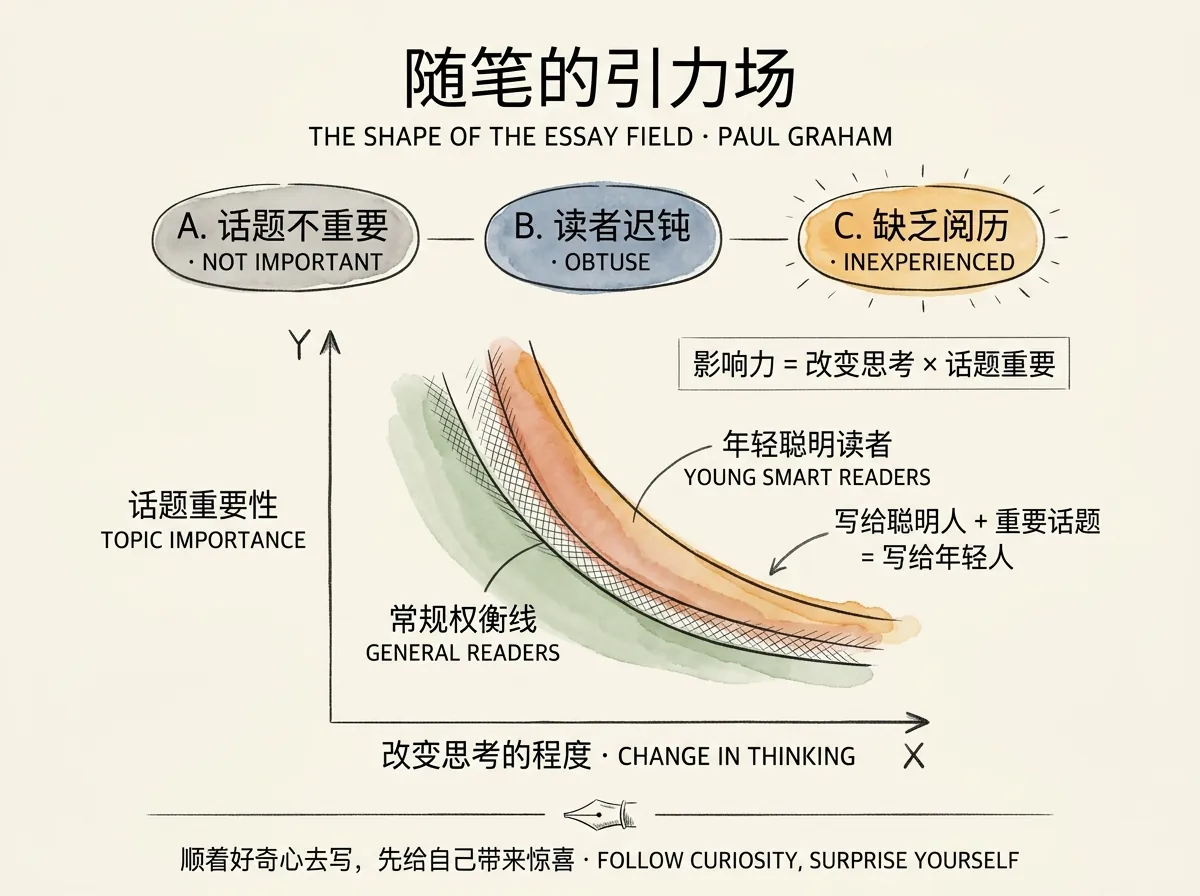 随笔的引力场
THE SHAPE OF THE ESSAY FIELD · PAUL GRAHAM
A. 话题不重要
· NOT IMPORTANT
B. 读者迟钝
· OBTUSE
C. 缺乏阅历
· INEXPERIENCED
Y
影响力 = 改变思考 × 话题重要
年轻聪明读者
YOUNG SMART READERS
话题重要性
TOPIC IMPORTANCE
写给聪明人 + 重要话题
= 写给年轻人
常规权衡线
GENERAL READERS
改变思考的程度 · CHANGE IN THINKING
X
顺着好奇心去写，先给自己带来惊喜 · FOLLOW CURIOSITY, SURPRISE YOURSELF